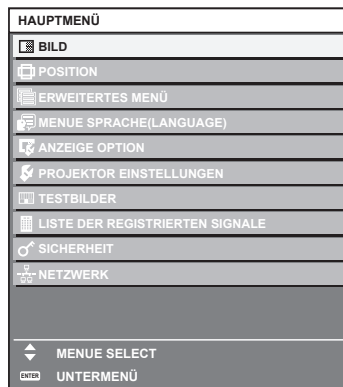 HAUPTMENÜ
BILD
POSITION
ERWEITERTES MENÜ
MENUE SPRACHE(LANGUAGE)
ANZEIGE OPTION
PROJEKTOR EINSTELLUNGEN
TESTBILDER
LISTE DER REGISTRIERTEN SIGNALE
SICHERHEIT
NETZWERK
MENUE SELECT
ENTER UNTERMENÜ